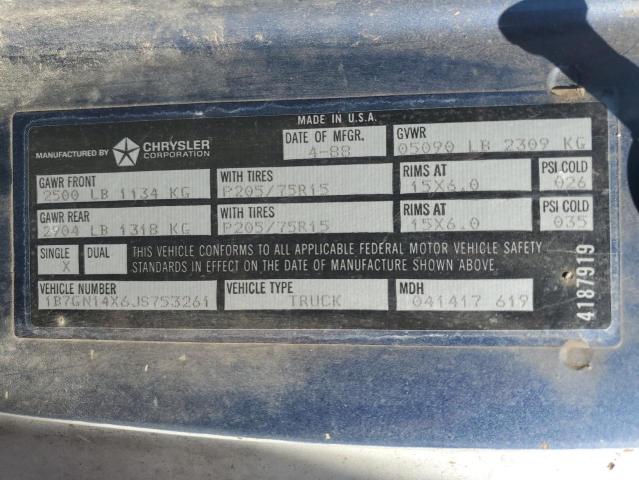 MADE IN U.S.A.
MANUFACTURED BY CHRYSLER CORPORATION
DATE OF MFGR. 4-88
GVWR 05090 LB 2309 KG
GAWR FRONT 2500 LB 1134 KG
WITH TIRES P205/75R15
RIMS AT 15X6.0
PSI COLD 026
GAWR REAR 2904 LB 1318 KG
WITH TIRES P205/75R15
RIMS AT 15X6.0
PSI COLD 035
SINGLE X
DUAL
THIS VEHICLE CONFORMS TO ALL APPLICABLE FEDERAL MOTOR VEHICLE SAFETY
STANDARDS IN EFFECT ON THE DATE OF MANUFACTURE SHOWN ABOVE.
VEHICLE NUMBER 1B7GN14X6JS753261
VEHICLE TYPE TRUCK
MDH 041417 619
4187919